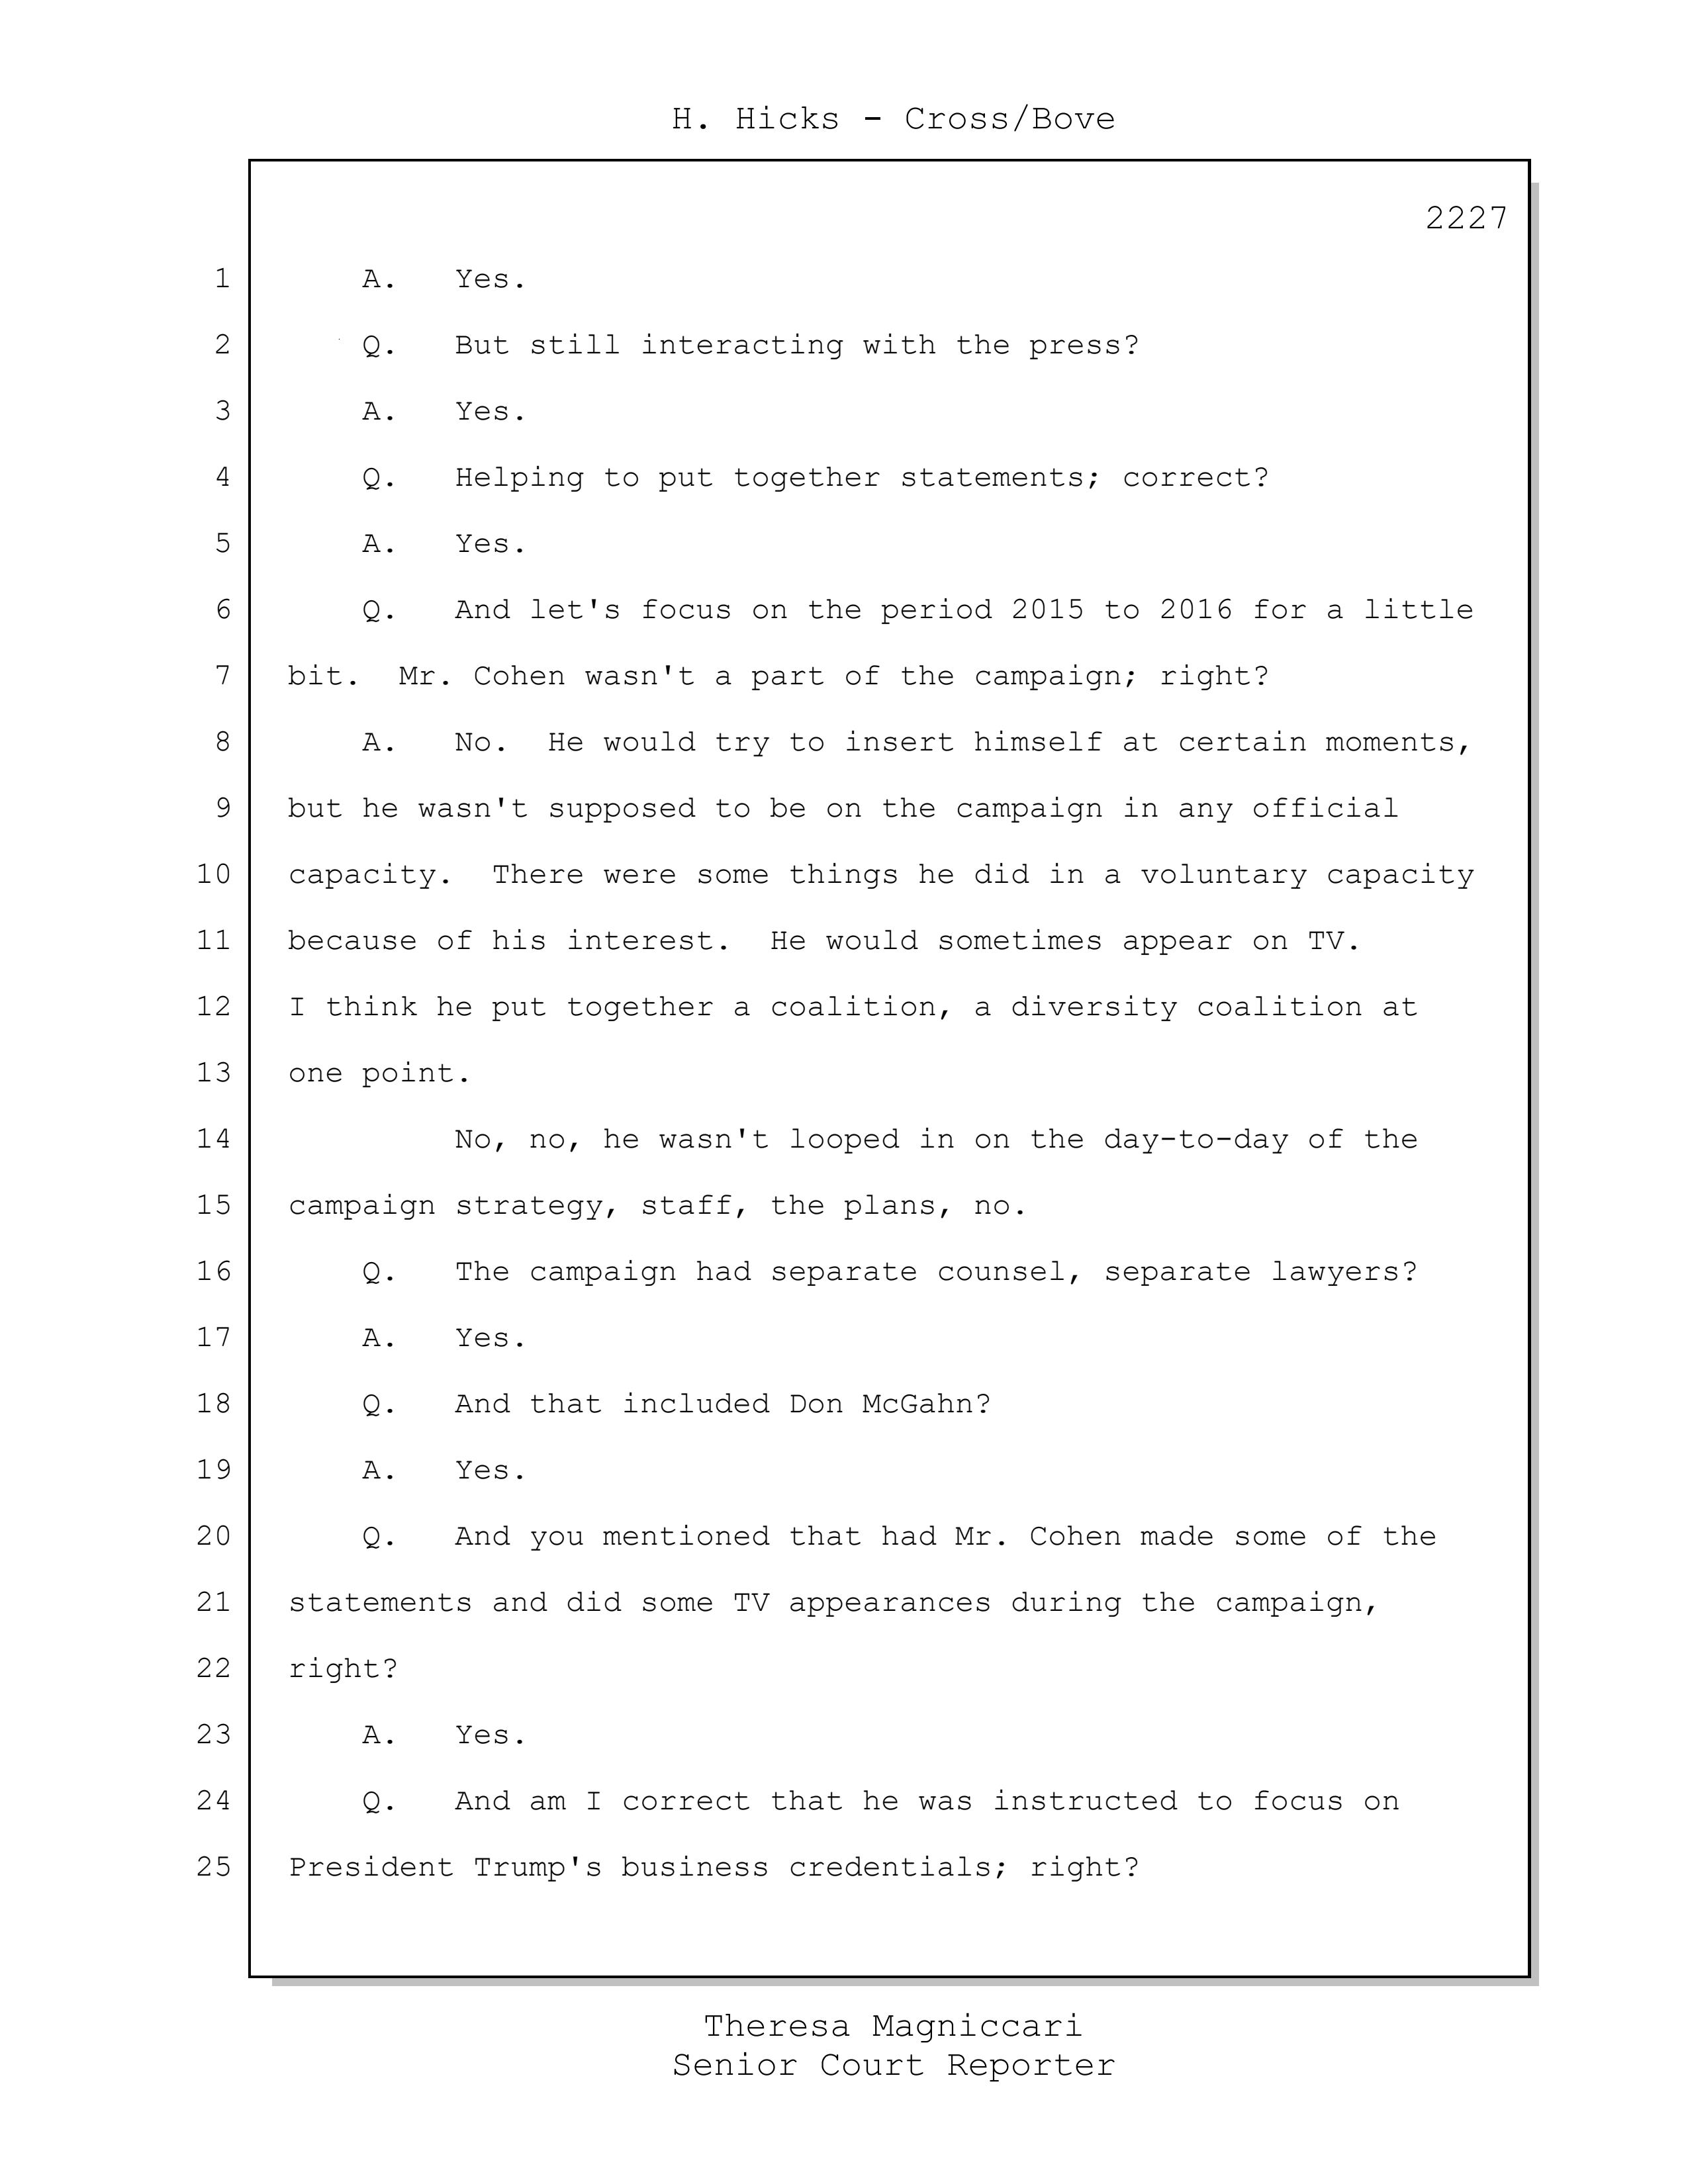 H. Hicks - Cross/Bove
2227
1 A. Yes.
2 Q. But still interacting with the press?
3 A. Yes.
4 Q. Helping to put together statements; correct?
5 A. Yes.
6 Q. And let's focus on the period 2015 to 2016 for a little
7 bit. Mr. Cohen wasn't a part of the campaign; right?
8 A. No. He would try to insert himself at certain moments,
9 but he wasn't supposed to be on the campaign in any official
10 capacity. There were some things he did in a voluntary capacity
11 because of his interest. He would sometimes appear on TV.
12 I think he put together a coalition, a diversity coalition at
13 one point.
14 No, no, he wasn't looped in on the day-to-day of the
15 campaign strategy, staff, the plans, no.
16 Q. The campaign had separate counsel, separate lawyers?
17 A. Yes.
18 Q. And that included Don McGahn?
19 A. Yes.
20 Q. And you mentioned that had Mr. Cohen made some of the
21 statements and did some TV appearances during the campaign,
22 right?
23 A. Yes.
24 Q. And am I correct that he was instructed to focus on
25 President Trump's business credentials; right?
Theresa Magniccari
Senior Court Reporter